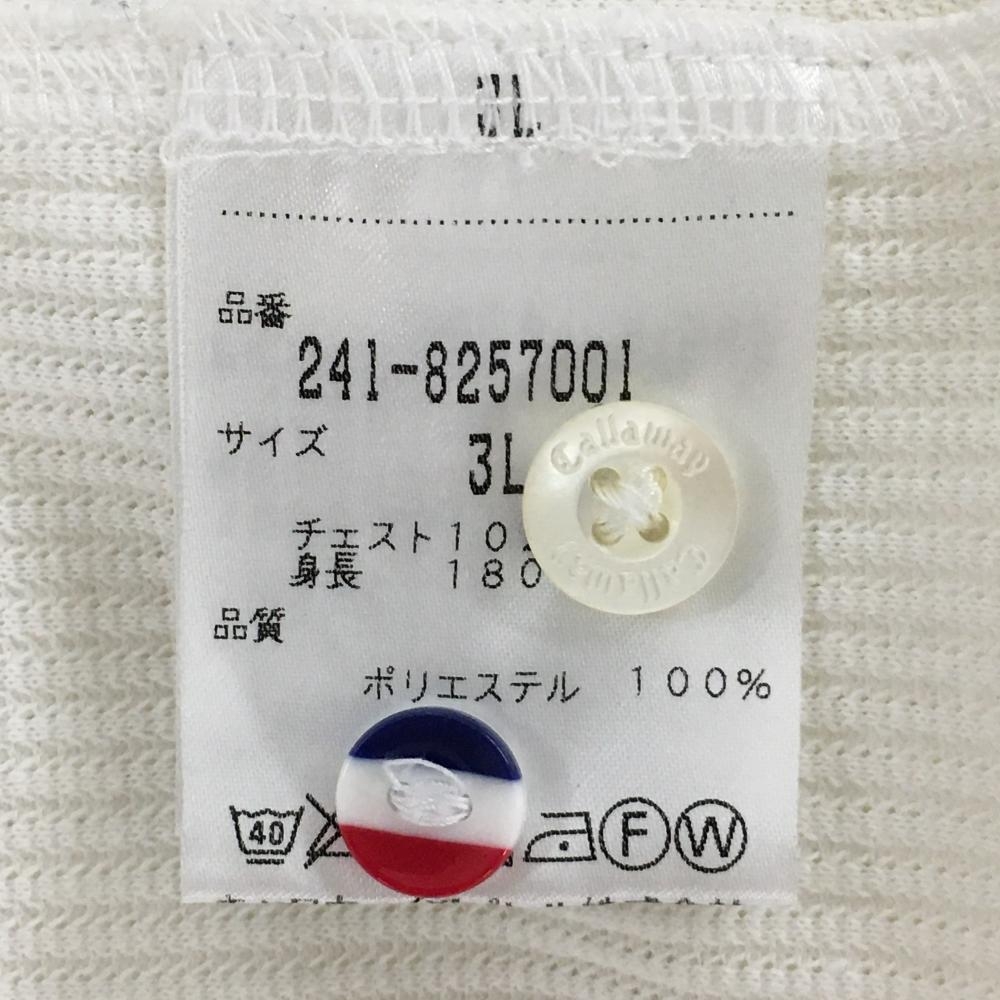 3L
品番
241-8257001
サイズ 3L
チェスト10
身長 180
品質
ポリエステル 100%
Callaway
Callaway
40 F W